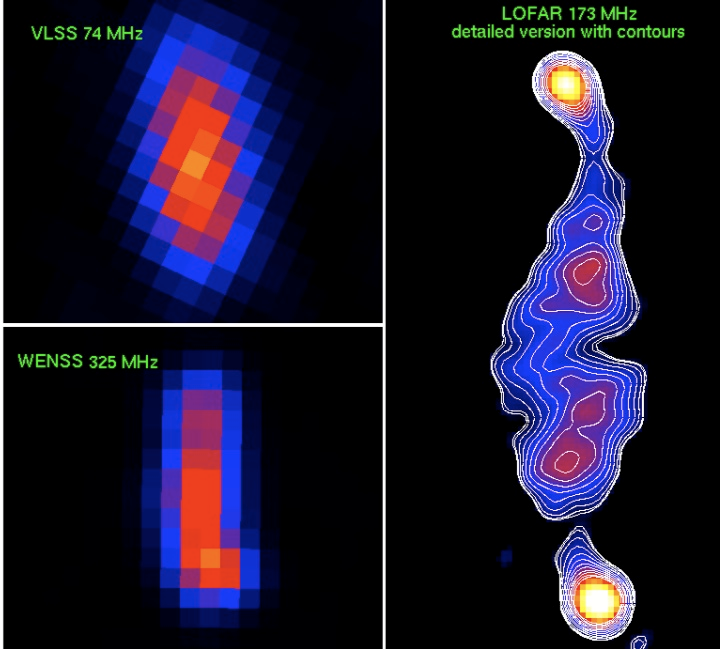 VLSS 74 MHz
WENSS 325 MHz
LOFAR 173 MHz
detailed version with contours